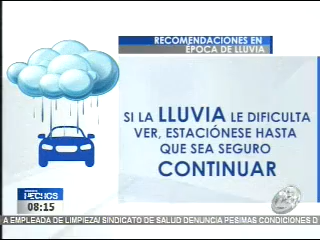 RECOMENDACIONES EN
ÉPOCA DE LLUVIA
SI LA LLUVIA LE DIFICULTA
VER, ESTACIÓNESE HASTA
QUE SEA SEGURO
CONTINUAR
HECHOS
08:15
A EMPLEADA DE LIMPIEZA/ SINDICATO DE SALUD DENUNCIA PESIMAS CONDICIONES D